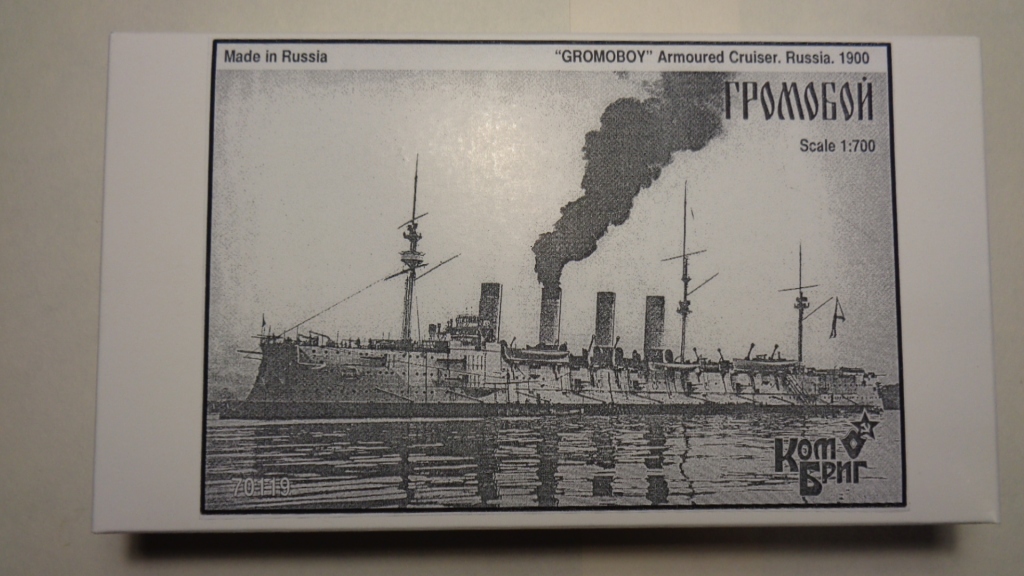 Made in Russia
"GROMOBOY" Armoured Cruiser. Russia. 1900
ГРОМОБОЙ
Scale 1:700
КОМ
БРИГ
70119